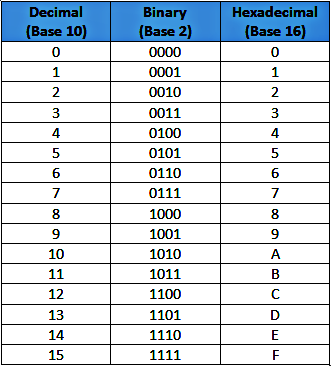 Decimal Binary Hexadecimal
(Base 10) (Base 2) (Base 16)
0 0000 0
1 0001 1
2 0010 2
3 0011 3
4 0100 4
5 0101 5
6 0110 6
7 0111 7
8 1000 8
9 1001 9
10 1010 A
11 1011 B
12 1100 C
13 1101 D
14 1110 E
15 1111 F